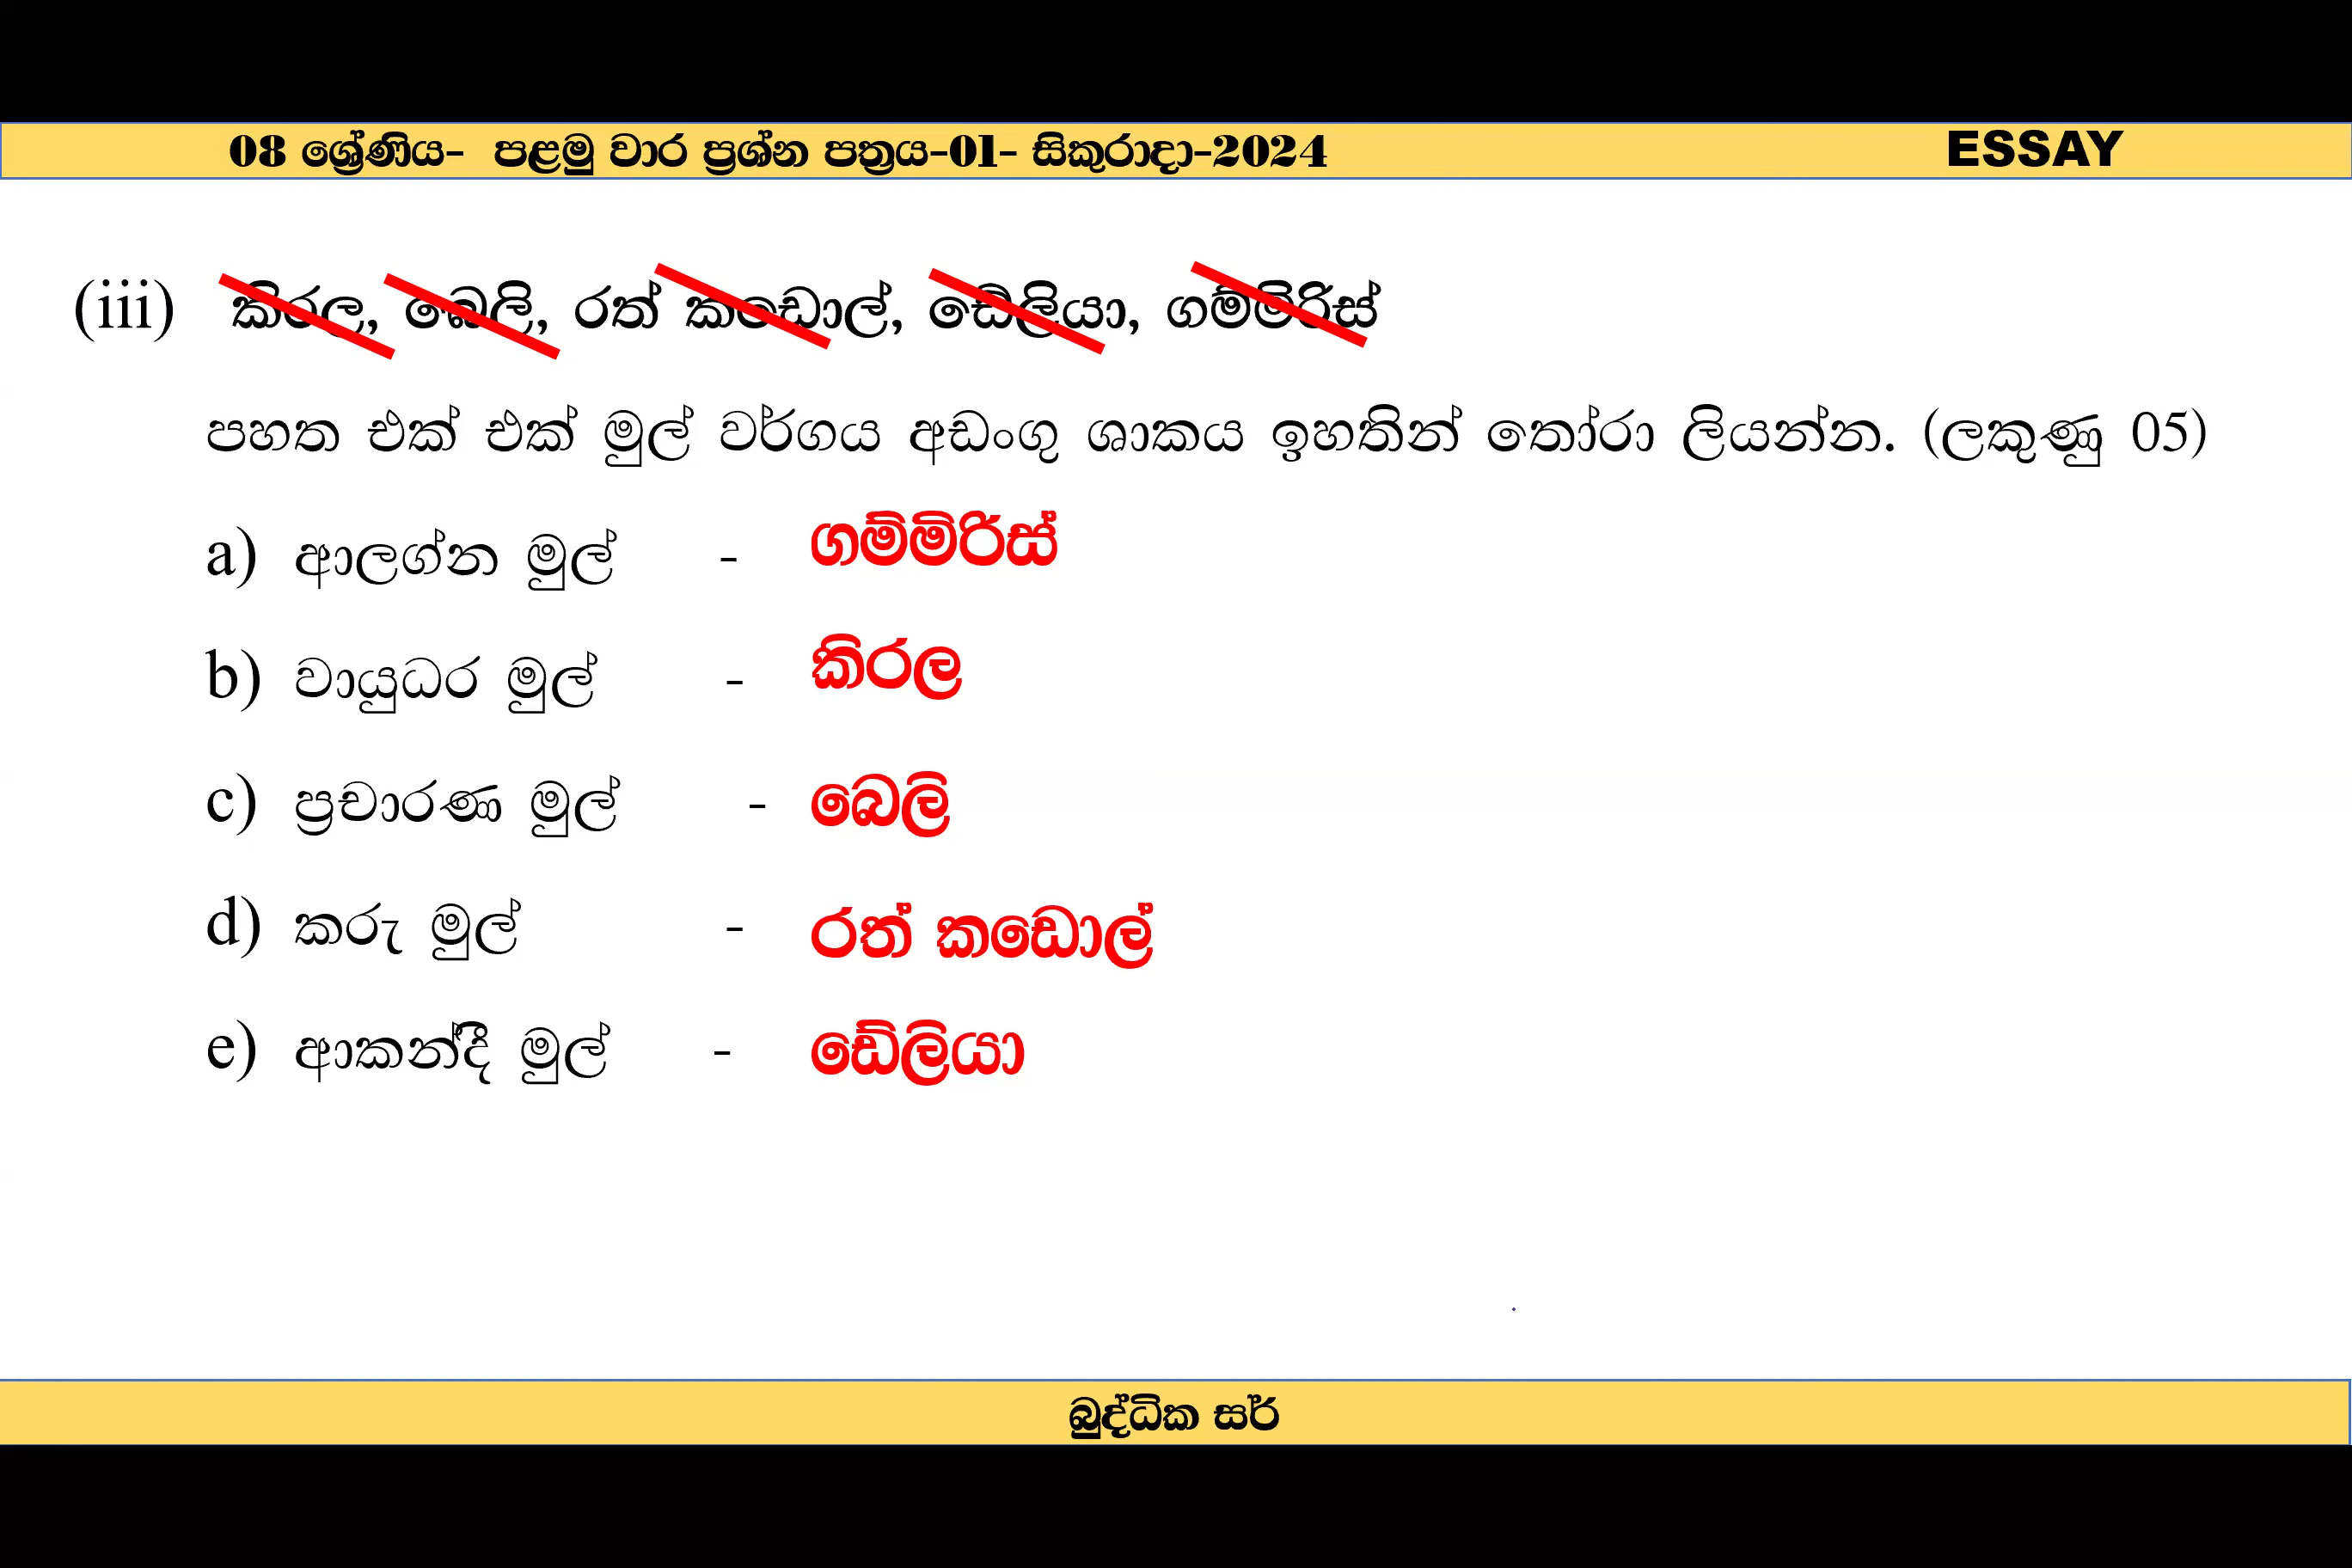 08 ශ්‍රේණිය- පළමු වාර ප්‍රශ්න පත්‍රය-01- සිකුරාදා-2024 ESSAY
(iii) කිරල, බෙලි, රත් කඩොල්, ඩේලියා, ගම්මිරිස්
පහත එක් එක් මුල් වර්ගය අඩංගු ශාකය ඉහතින් තෝරා ලියන්න. (ලකුණු 05)
a) ආලග්න මුල් - ගම්මිරිස්
b) වායුධර මුල් - කිරල
c) ප්‍රචාරණ මුල් - බෙලි
d) කරු මුල් - රත් කඩොල්
e) ආකන්දී මුල් - ඩේලියා
බුද්ධික සර්